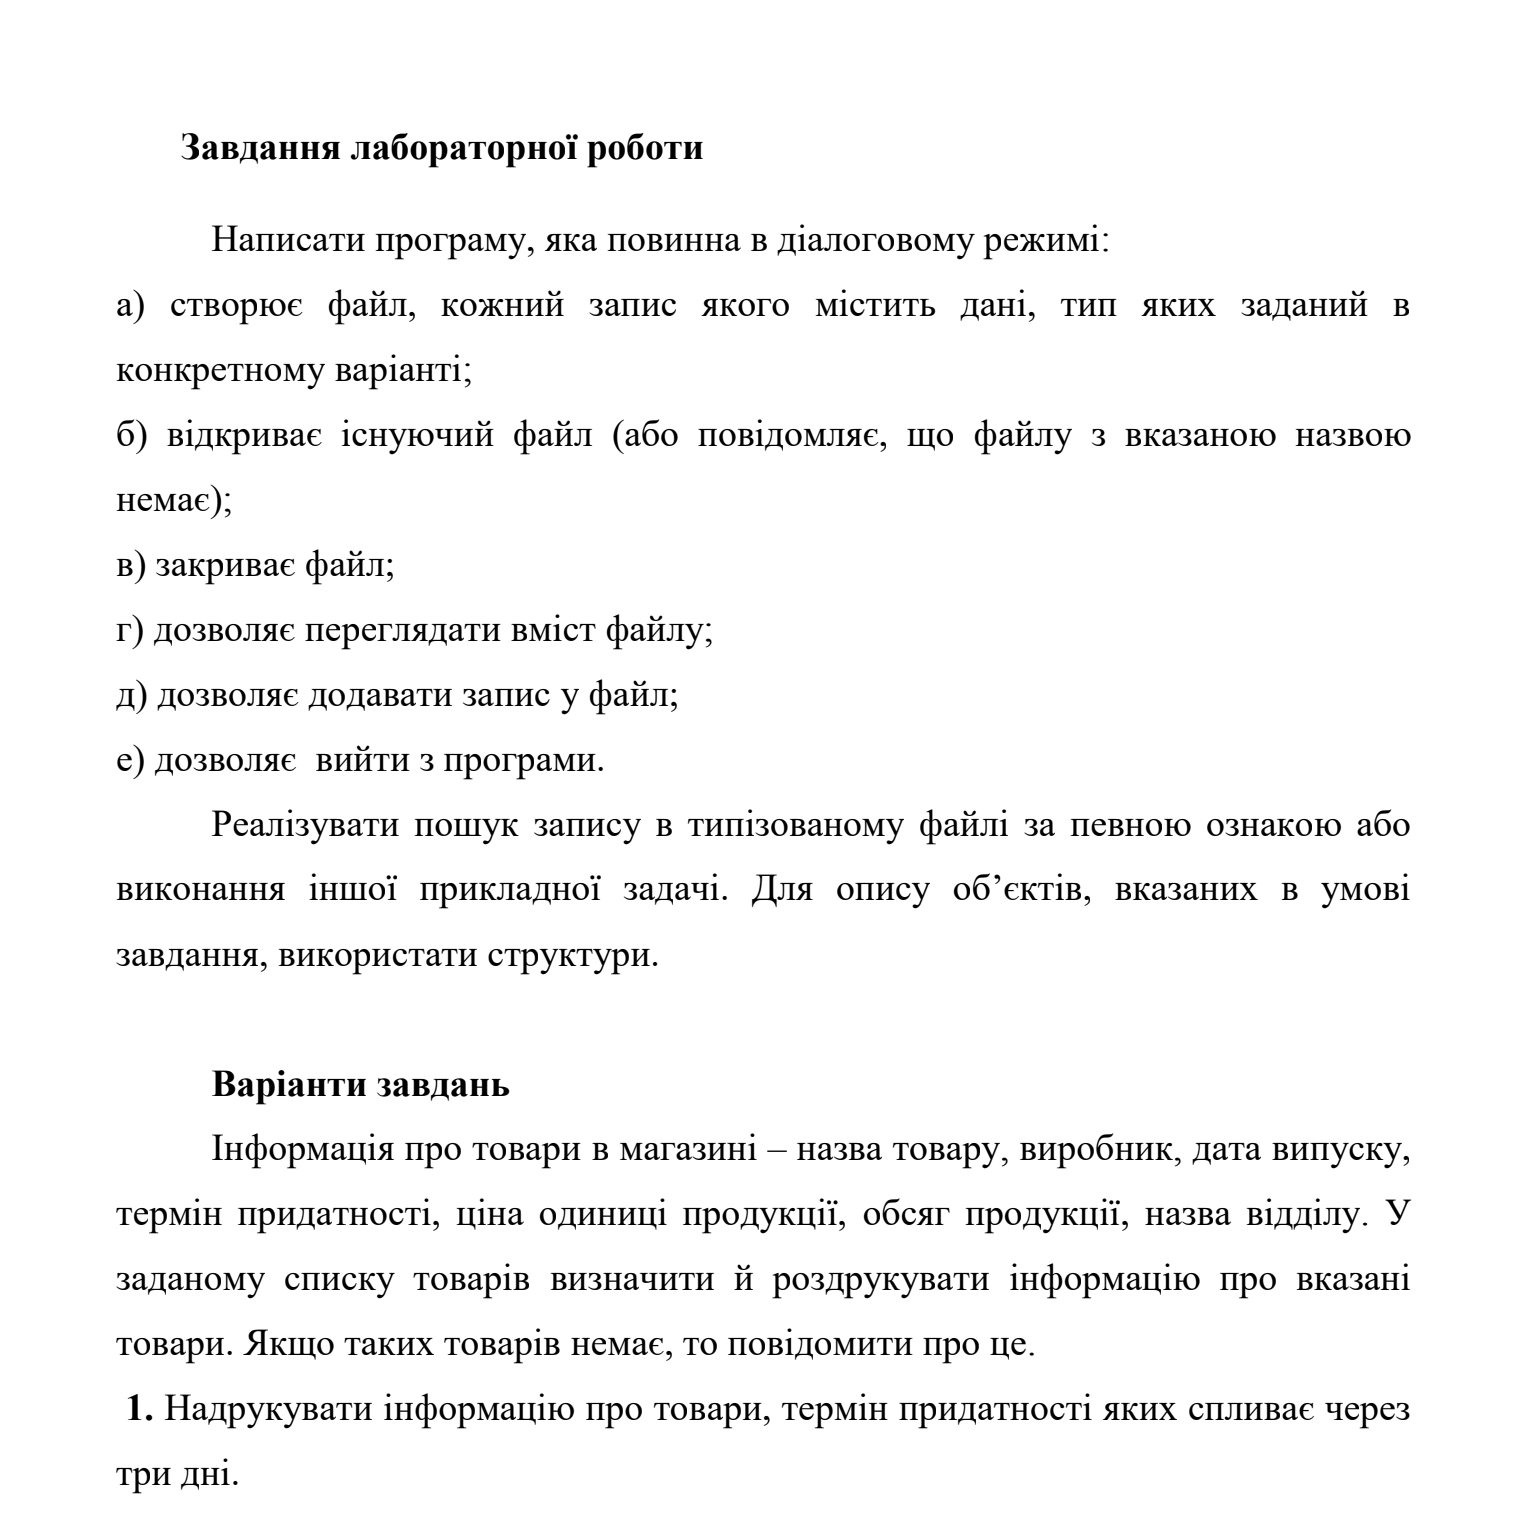 Завдання лабораторної роботи
Написати програму, яка повинна в діалоговому режимі:
а) створює файл, кожний запис якого містить дані, тип яких заданий в
конкретному варіанті;
б) відкриває існуючий файл (або повідомляє, що файлу з вказаною назвою
немає);
в) закриває файл;
г) дозволяє переглядати вміст файлу;
д) дозволяє додавати запис у файл;
е) дозволяє  вийти з програми.
Реалізувати пошук запису в типізованому файлі за певною ознакою або
виконання іншої прикладної задачі. Для опису об’єктів, вказаних в умові
завдання, використати структури.
Варіанти завдань
Інформація про товари в магазині – назва товару, виробник, дата випуску,
термін придатності, ціна одиниці продукції, обсяг продукції, назва відділу. У
заданому списку товарів визначити й роздрукувати інформацію про вказані
товари. Якщо таких товарів немає, то повідомити про це.
1. Надрукувати інформацію про товари, термін придатності яких спливає через
три дні.